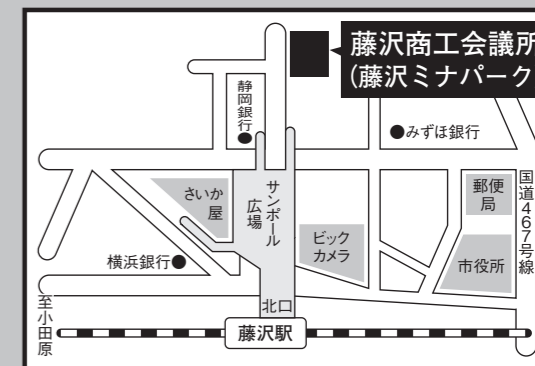 藤沢商工会議所
(藤沢ミナパーク
静岡銀行
みずほ銀行
さいか
屋
サンパール
広場
郵便
局
国道467号線
ビック
カメラ
横浜銀行
市役所
北口
至小田原
藤沢駅